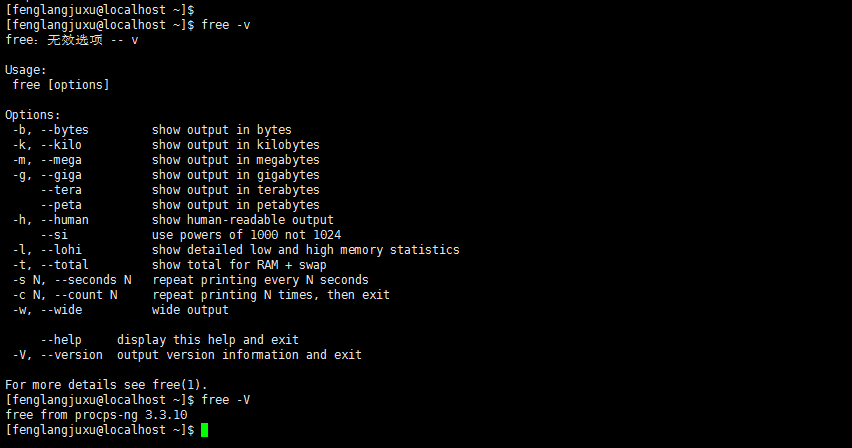 [fenglangjuxu@localhost ~]$
[fenglangjuxu@localhost ~]$ free -v
free：无效选项 -- v
Usage:
 free [options]
Options:
 -b, --bytes         show output in bytes
 -k, --kilo          show output in kilobytes
 -m, --mega          show output in megabytes
 -g, --giga          show output in gigabytes
     --tera          show output in terabytes
     --peta          show output in petabytes
 -h, --human         show human-readable output
     --si            use powers of 1000 not 1024
 -l, --lohi          show detailed low and high memory statistics
 -t, --total         show total for RAM + swap
 -s N, --seconds N   repeat printing every N seconds
 -c N, --count N     repeat printing N times, then exit
 -w, --wide          wide output
     --help     display this help and exit
 -V, --version  output version information and exit
For more details see free(1).
[fenglangjuxu@localhost ~]$ free -V
free from procps-ng 3.3.10
[fenglangjuxu@localhost ~]$